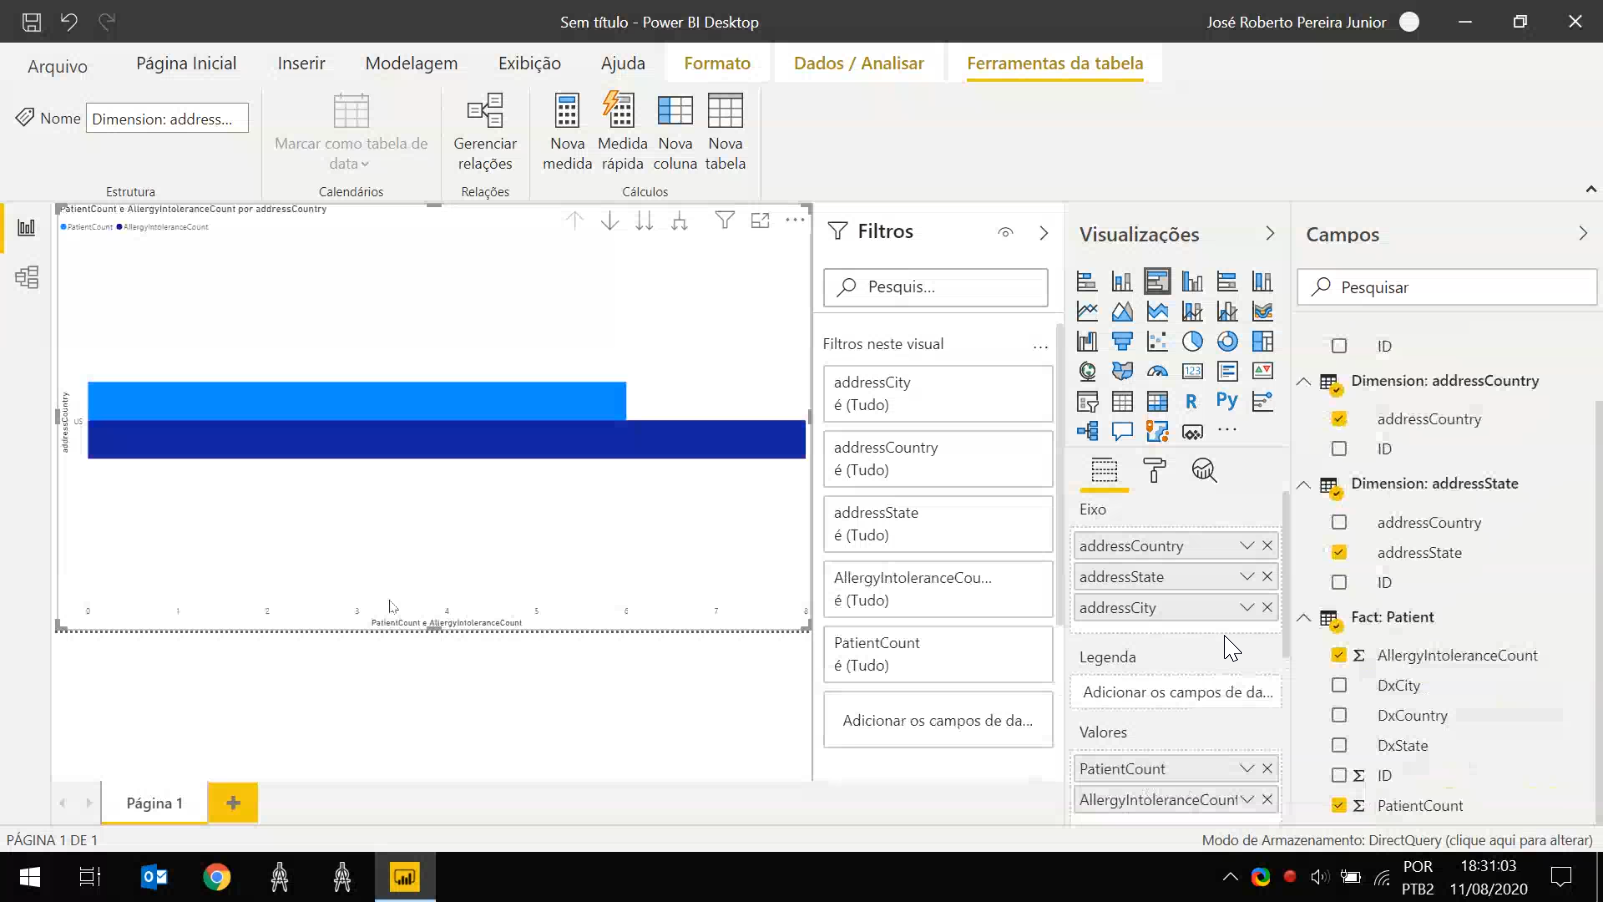 Sem título - Power BI Desktop
José Roberto Pereira Junior
Arquivo
Página Inicial
Inserir
Modelagem
Exibição
Ajuda
Formato
Dados / Analisar
Ferramentas da tabela
Nome
Dimension: address...
Marcar como tabela de
data
Gerenciar
relações
Nova
medida
Medida
rápida
Nova
coluna
Nova
tabela
Estrutura
Calendários
Relações
Cálculos
PatientCount e AllergyIntoleranceCount por addressCountry
PatientCount
AllergyIntoleranceCount
addressCountry
US
0 1 2 3 4 5 6 7 8
PatientCount e AllergyIntoleranceCount
Filtros
Pesquis...
Filtros neste visual
addressCity
é (Tudo)
addressCountry
é (Tudo)
addressState
é (Tudo)
AllergyIntoleranceCou...
é (Tudo)
PatientCount
é (Tudo)
Adicionar os campos de da...
Visualizações
123
R
Py
Eixo
addressCountry
addressState
addressCity
Legenda
Adicionar os campos de da...
Valores
PatientCount
AllergyIntoleranceCount
Campos
Pesquisar
ID
Dimension: addressCountry
addressCountry
ID
Dimension: addressState
addressCountry
addressState
ID
Fact: Patient
AllergyIntoleranceCount
DxCity
DxCountry
DxState
ID
PatientCount
Página 1
PÁGINA 1 DE 1
Modo de Armazenamento: DirectQuery (clique aqui para alterar)
POR
PTB2
18:31:03
11/08/2020